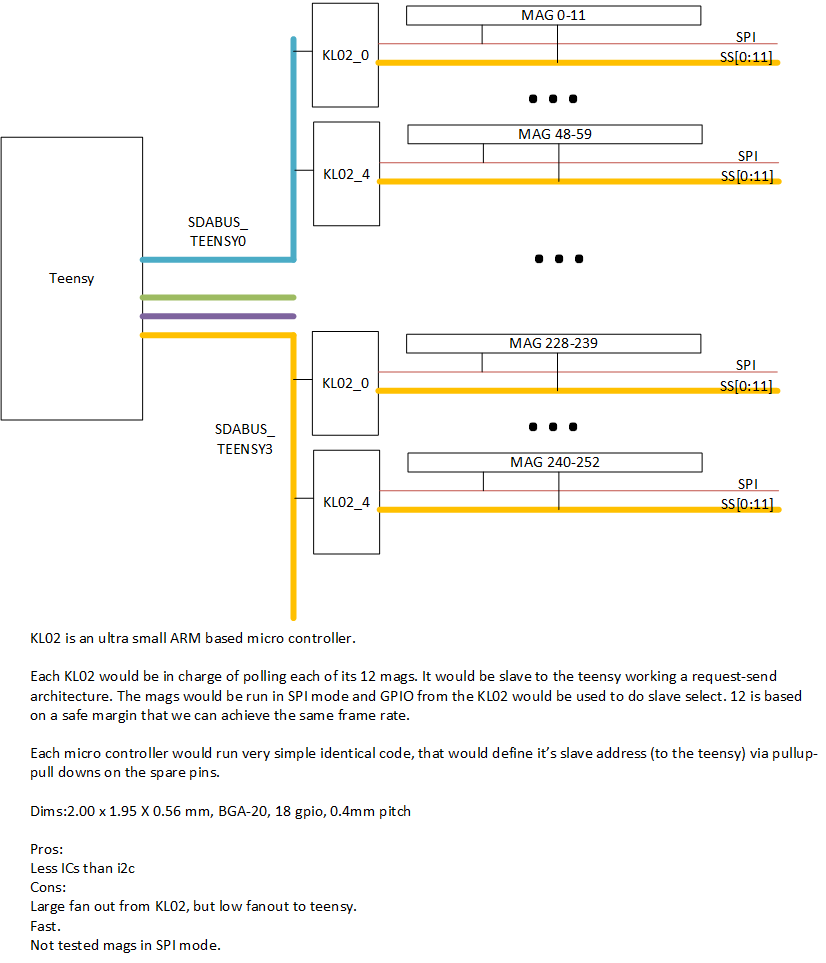 MAG 0-11
KL02_0
SPI
SS[0:11]
MAG 48-59
KL02_4
SPI
SS[0:11]
SDABUS_
TEENSY0
Teensy
MAG 228-239
KL02_0
SPI
SS[0:11]
SDABUS_
TEENSY3
MAG 240-252
KL02_4
SPI
SS[0:11]
KL02 is an ultra small ARM based micro controller.
Each KL02 would be in charge of polling each of its 12 mags. It would be slave to the teensy working a request-send
architecture. The mags would be run in SPI mode and GPIO from the KL02 would be used to do slave select. 12 is based
on a safe margin that we can achieve the same frame rate.
Each micro controller would run very simple identical code, that would define it’s slave address (to the teensy) via pullup-
pull downs on the spare pins.
Dims:2.00 x 1.95 X 0.56 mm, BGA-20, 18 gpio, 0.4mm pitch
Pros:
Less ICs than i2c
Cons:
Large fan out from KL02, but low fanout to teensy.
Fast.
Not tested mags in SPI mode.